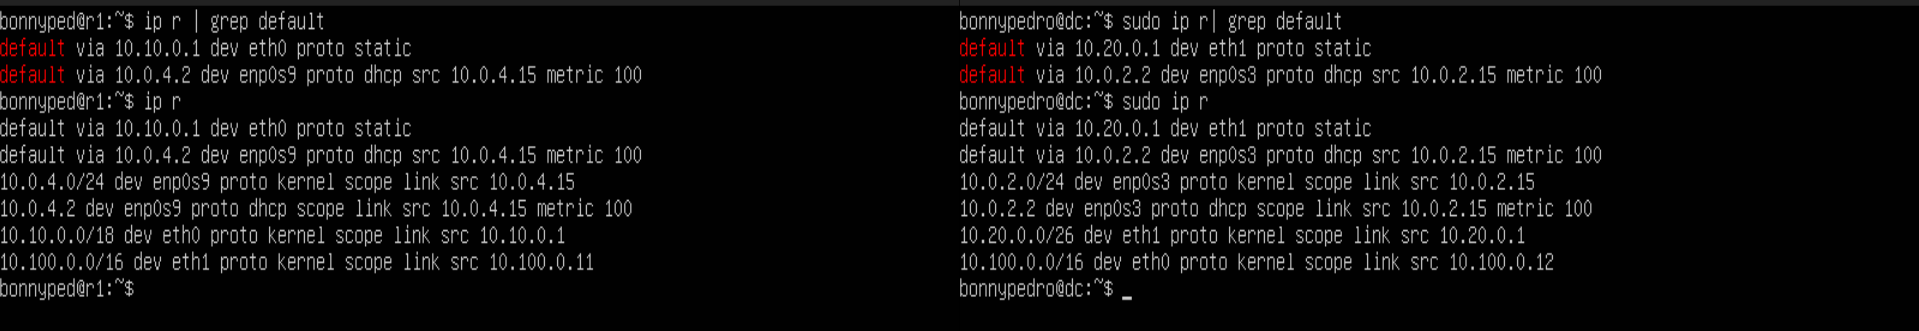 bonnyped@r1:~$ ip r | grep default
default via 10.10.0.1 dev eth0 proto static
default via 10.0.4.2 dev enp0s9 proto dhcp src 10.0.4.15 metric 100
bonnyped@r1:~$ ip r
default via 10.10.0.1 dev eth0 proto static
default via 10.0.4.2 dev enp0s9 proto dhcp src 10.0.4.15 metric 100
10.0.4.0/24 dev enp0s9 proto kernel scope link src 10.0.4.15
10.0.4.2 dev enp0s9 proto dhcp scope link src 10.0.4.15 metric 100
10.10.0.0/18 dev eth0 proto kernel scope link src 10.10.0.1
10.100.0.0/16 dev eth1 proto kernel scope link src 10.100.0.11
bonnyped@r1:~$
bonnypedro@dc:~$ sudo ip r| grep default
default via 10.20.0.1 dev eth1 proto static
default via 10.0.2.2 dev enp0s3 proto dhcp src 10.0.2.15 metric 100
bonnypedro@dc:~$ sudo ip r
default via 10.20.0.1 dev eth1 proto static
default via 10.0.2.2 dev enp0s3 proto dhcp src 10.0.2.15 metric 100
10.0.2.0/24 dev enp0s3 proto kernel scope link src 10.0.2.15
10.0.2.2 dev enp0s3 proto dhcp scope link src 10.0.2.15 metric 100
10.20.0.0/26 dev eth1 proto kernel scope link src 10.20.0.1
10.100.0.0/16 dev eth0 proto kernel scope link src 10.100.0.12
bonnypedro@dc:~$ _